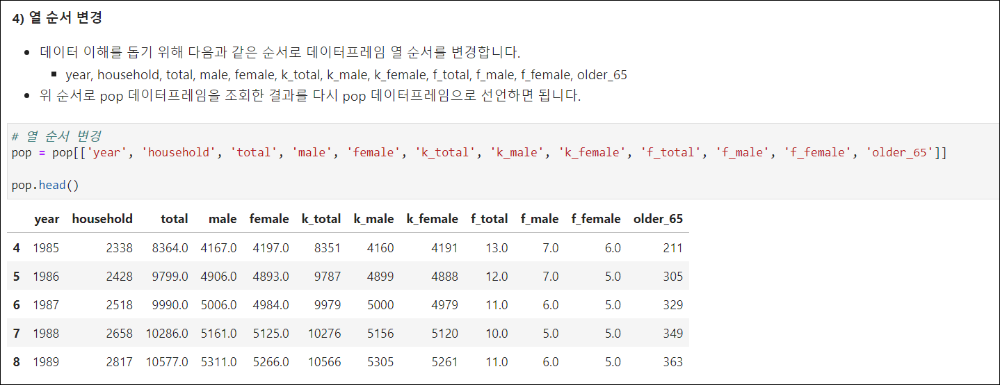 4) 열 순서 변경
• 데이터 이해를 돕기 위해 다음과 같은 순서로 데이터프레임 열 순서를 변경합니다.
▪ year, household, total, male, female, k_total, k_male, k_female, f_total, f_male, f_female, older_65
• 위 순서로 pop 데이터프레임을 조회한 결과를 다시 pop 데이터프레임으로 선언하면 됩니다.
# 열 순서 변경
pop = pop[['year', 'household', 'total', 'male', 'female', 'k_total', 'k_male', 'k_female', 'f_total', 'f_male', 'f_female', 'older_65']]
pop.head()
year household total male female k_total k_male k_female f_total f_male f_female older_65
4 1985 2338 8364.0 4167.0 4197.0 8351 4160 4191 13.0 7.0 6.0 211
5 1986 2428 9799.0 4906.0 4893.0 9787 4899 4888 12.0 7.0 5.0 305
6 1987 2518 9990.0 5006.0 4984.0 9979 5000 4979 11.0 6.0 5.0 329
7 1988 2658 10286.0 5161.0 5125.0 10276 5156 5120 10.0 5.0 5.0 349
8 1989 2817 10577.0 5311.0 5266.0 10566 5305 5261 11.0 6.0 5.0 363